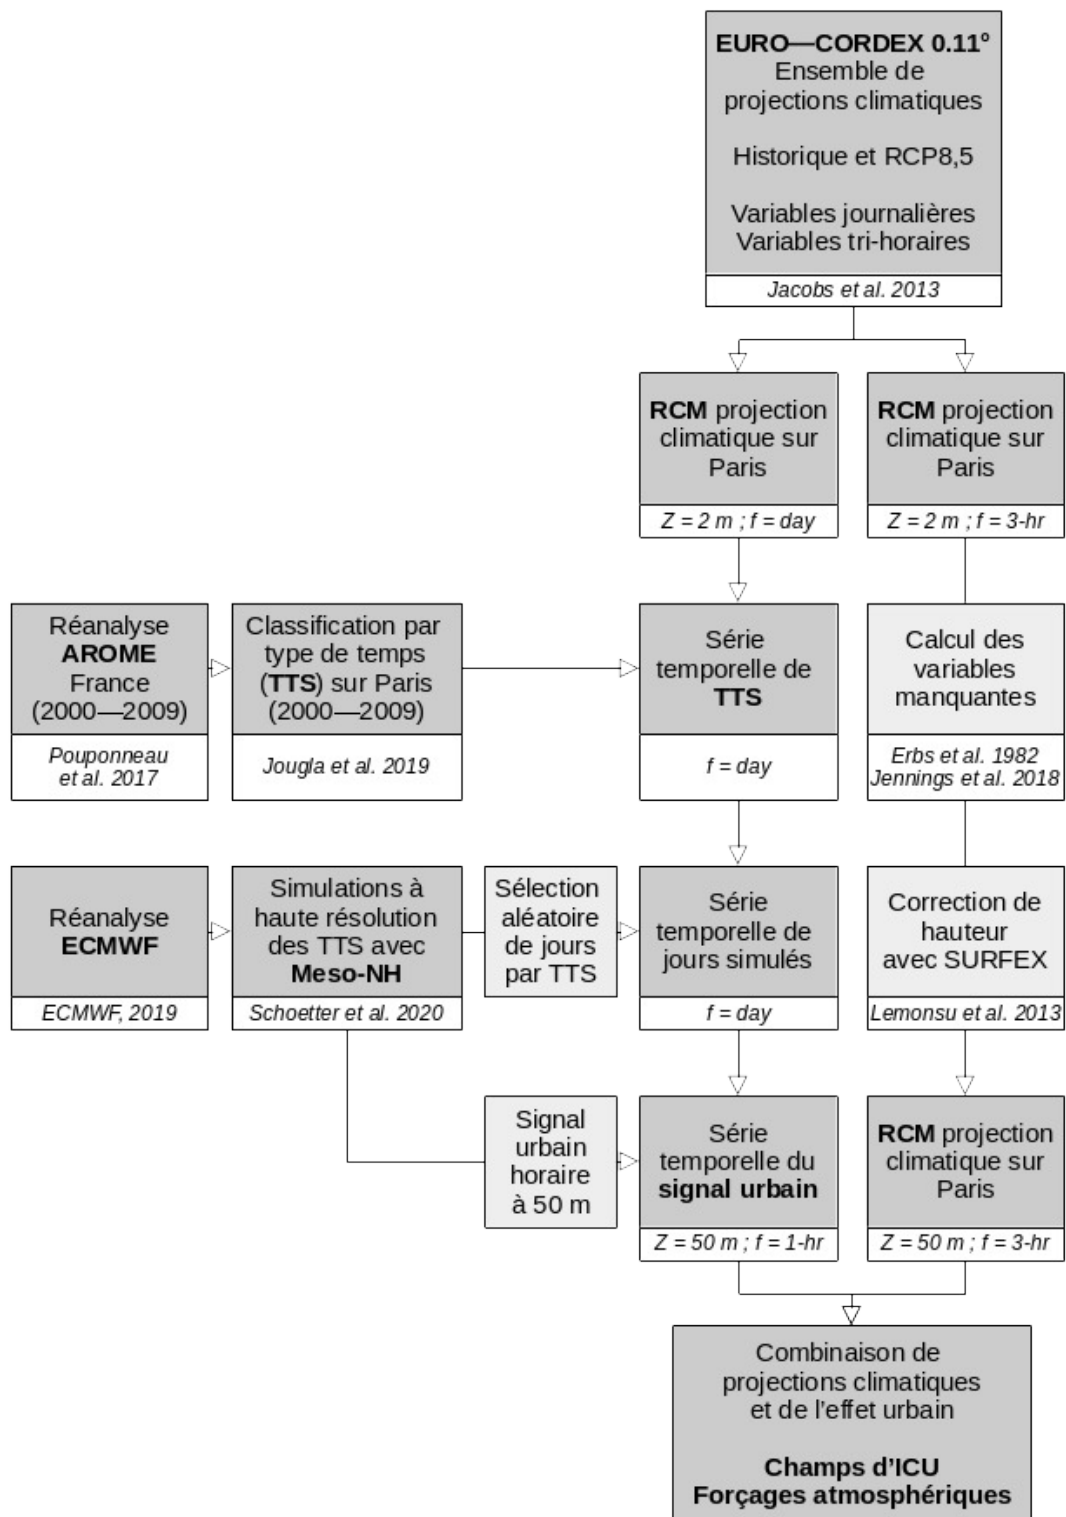 EURO—CORDEX 0.11°
Ensemble de
projections climatiques
Historique et RCP8,5
Variables journalières
Variables tri-horaires
Jacobs et al. 2013
RCM projection
climatique sur
Paris
Z = 2 m ; f = day
RCM projection
climatique sur
Paris
Z = 2 m ; f = 3-hr
Réanalyse
AROME
France
(2000—2009)
Pouponneau
et al. 2017
Classification par
type de temps
(TTS) sur Paris
(2000—2009)
Jougla et al. 2019
Série
temporelle de
TTS
f = day
Calcul des
variables
manquantes
Erbs et al. 1982
Jennings et al. 2018
Réanalyse
ECMWF
ECMWF, 2019
Simulations à
haute résolution
des TTS avec
Meso-NH
Schoetter et al. 2020
Sélection
aléatoire
de jours
par TTS
Série
temporelle de
jours simulés
f = day
Correction de
hauteur
avec SURFEX
Lemonsu et al. 2013
Signal
urbain
horaire
à 50 m
Série
temporelle du
signal urbain
Z = 50 m ; f = 1-hr
RCM projection
climatique sur
Paris
Z = 50 m ; f = 3-hr
Combinaison de
projections climatiques
et de l'effet urbain
Champs d'ICU
Forçages atmosphériques